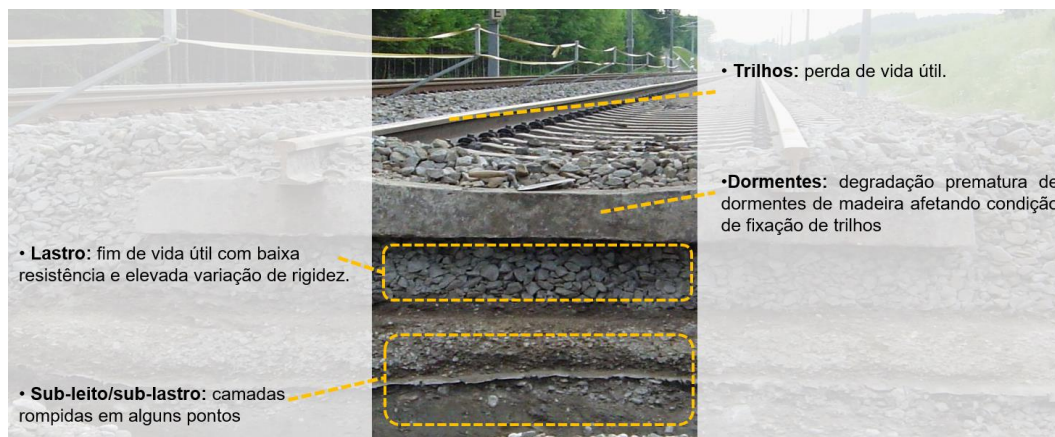 • Trilhos: perda de vida útil.
•Dormentes: degradação prematura de
dormentes de madeira afetando condição
de fixação de trilhos
• Lastro: fim de vida útil com baixa
resistência e elevada variação de rigidez.
• Sub-leito/sub-lastro: camadas
rompidas em alguns pontos
E